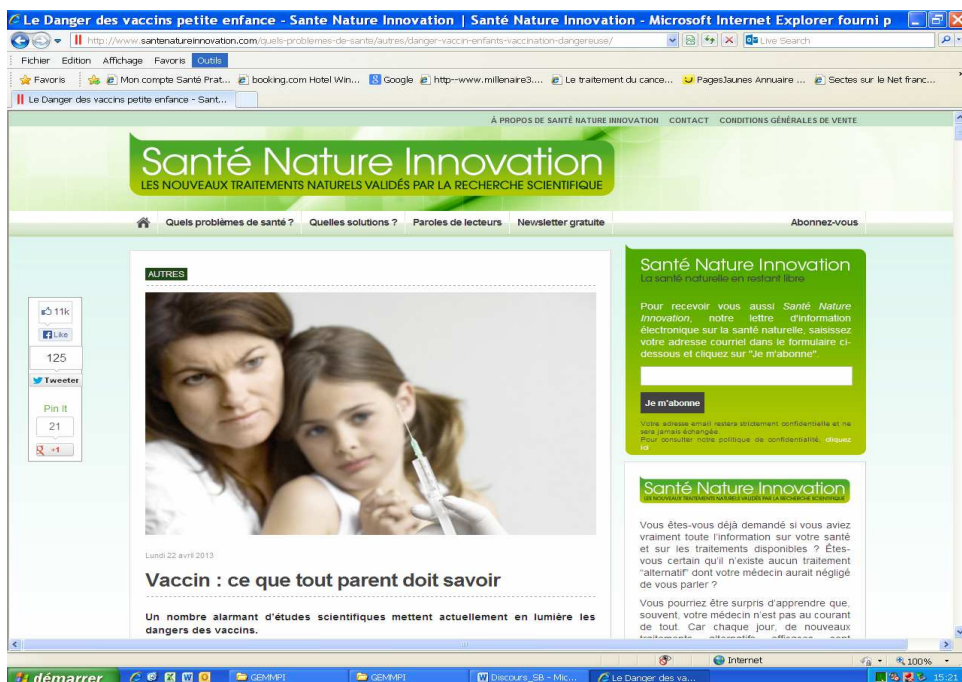 Le Danger des vaccins petite enfance - Sante Nature Innovation | Santé Nature Innovation - Microsoft Internet Explorer fourni p
http://www.santenatureinnovation.com/quels-problemes-de-sante/autres/danger-vaccin-enfants-vaccination-dangereuse/
Live Search
Fichier Edition Affichage Favoris Outils
Favoris Mon compte Santé Prat... booking.com Hotel Win... Google http--www.millenaire3.... Le traitement du cance... PagesJaunes Annuaire ... Sectes sur le Net franc...
Le Danger des vaccins petite enfance - Sant...
À PROPOS DE SANTÉ NATURE INNOVATION CONTACT CONDITIONS GÉNÉRALES DE VENTE
Santé Nature Innovation
LES NOUVEAUX TRAITEMENTS NATURELS VALIDÉS PAR LA RECHERCHE SCIENTIFIQUE
Quels problèmes de santé ? Quelles solutions ? Paroles de lecteurs Newsletter gratuite Abonnez-vous
AUTRES
11k
Like
125
Tweeter
Pin It
21
+1
Lundi 22 avril 2013
Vaccin : ce que tout parent doit savoir
Un nombre alarmant d'études scientifiques mettent actuellement en lumière les
dangers des vaccins.
Santé Nature Innovation
La santé naturelle en restant libre
Pour recevoir vous aussi Santé Nature
Innovation, notre lettre d'information
électronique sur la santé naturelle, saisissez
votre adresse courriel dans le formulaire ci-
dessous et cliquez sur "Je m'abonne".
Je m'abonne
Votre adresse email restera strictement confidentielle et ne
sera jamais échangée.
Pour consulter notre politique de confidentialité, cliquez
ici
Santé Nature Innovation
LES NOUVEAUX TRAITEMENTS NATURELS VALIDÉS PAR LA RECHERCHE SCIENTIFIQUE
Vous êtes-vous déjà demandé si vous aviez
vraiment toute l'information sur votre santé
et sur les traitements disponibles ? Êtes-
vous certain qu'il n'existe aucun traitement
"alternatif" dont votre médecin aurait négligé
de vous parler ?
Vous pourriez être surpris d'apprendre que,
souvent, votre médecin n'est pas au courant
de tout. Car chaque jour, de nouveaux
Internet 100%
démarrer GEMMPI GEMMPI Discours_SB - Mic... Le Danger des va... 15:21